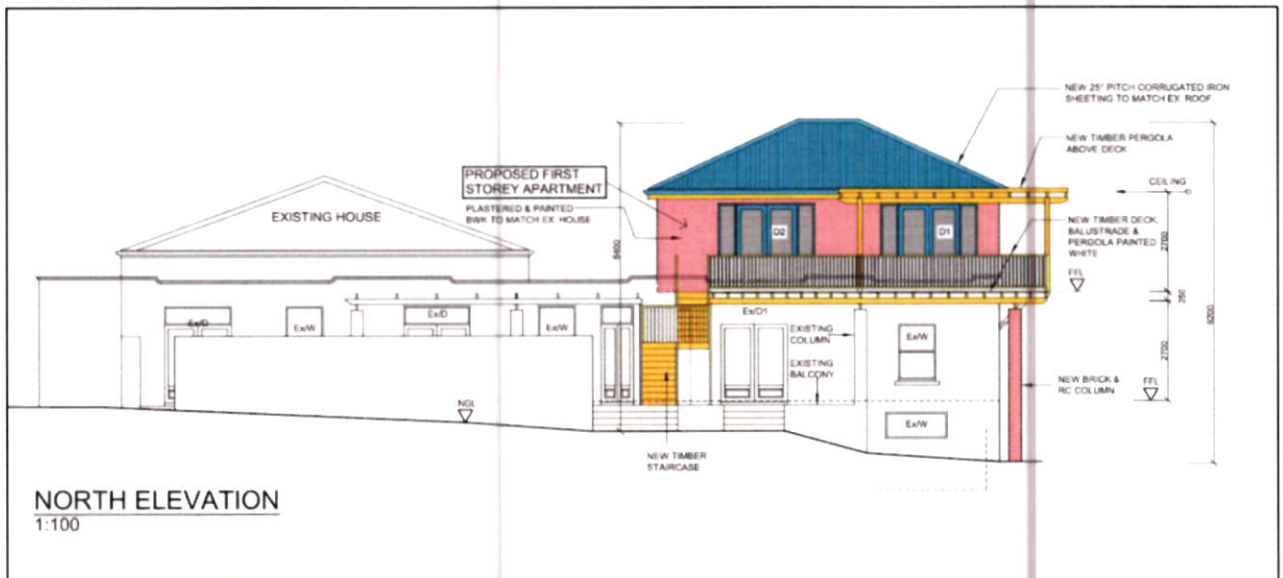 NEW 25° PITCH CORRUGATED IRON
SHEETING TO MATCH EX ROOF
NEW TIMBER PERGOLA
ABOVE DECK
PROPOSED FIRST
STOREY APARTMENT
CEILING
PLASTERED & PAINTED
BWK TO MATCH EX HOUSE
EXISTING HOUSE
NEW TIMBER DECK,
BALUSTRADE &
PERGOLA PAINTED
WHITE
D2
D1
8400
2700
FFL
260
9200
Ex/D
Ex/W
Ex/D
Ex/W
Ex/D1
EXISTING
COLUMN
Ex/W
2700
EXISTING
BALCONY
NEW BRICK &
RC COLUMN
FFL
NGL
Ex/W
NEW TIMBER
STAIRCASE
NORTH ELEVATION
1:100